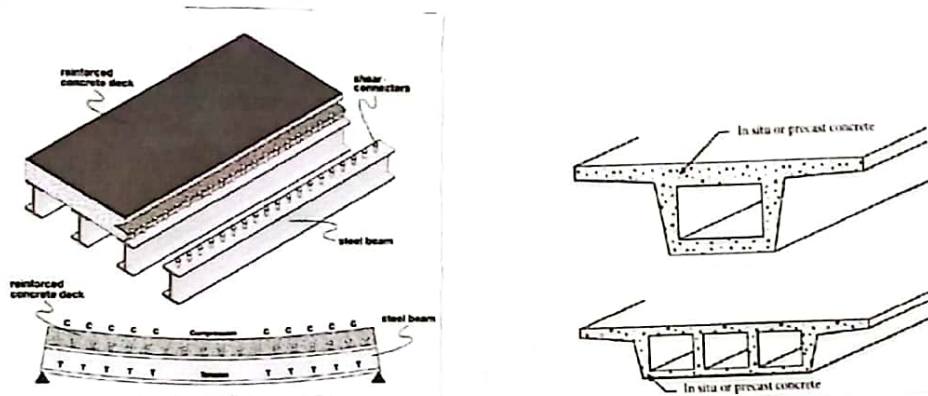 reinforced
concrete deck
shear
connectors
steel beam
reinforced
concrete deck
C C C C C Compression C C C C C
steel beam
T T T T T Tension T T T T T
In situ or precast concrete
In situ or precast concrete